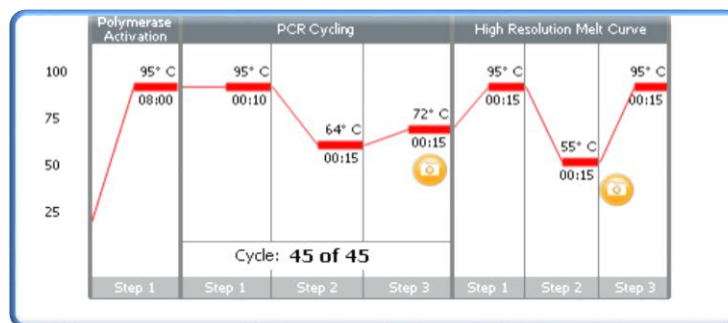 Polymerase
Activation
PCR Cycling
High Resolution Melt Curve
100
75
50
25
95° C
08:00
95° C
00:10
64° C
00:15
72° C
00:15
95° C
00:15
55° C
00:15
95° C
00:15
Cycle: 45 of 45
Step 1
Step 1
Step 2
Step 3
Step 1
Step 2
Step 3